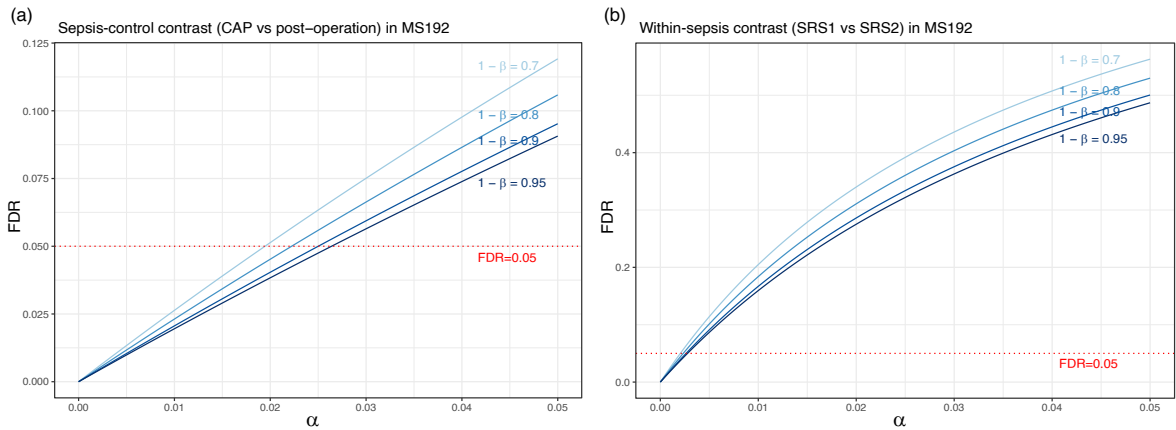 (a)
Sepsis-control contrast (CAP vs post−operation) in MS192
0.125
0.100
0.075
0.050
0.025
0.000
FDR
1 − β = 0.7
1 − β = 0.8
1 − β = 0.9
1 − β = 0.95
FDR=0.05
0.00 0.01 0.02 0.03 0.04 0.05
α
(b)
Within-sepsis contrast (SRS1 vs SRS2) in MS192
0.4
0.2
0.0
FDR
1 − β = 0.7
1 − β = 0.8
1 − β = 0.9
1 − β = 0.95
FDR=0.05
0.00 0.01 0.02 0.03 0.04 0.05
α